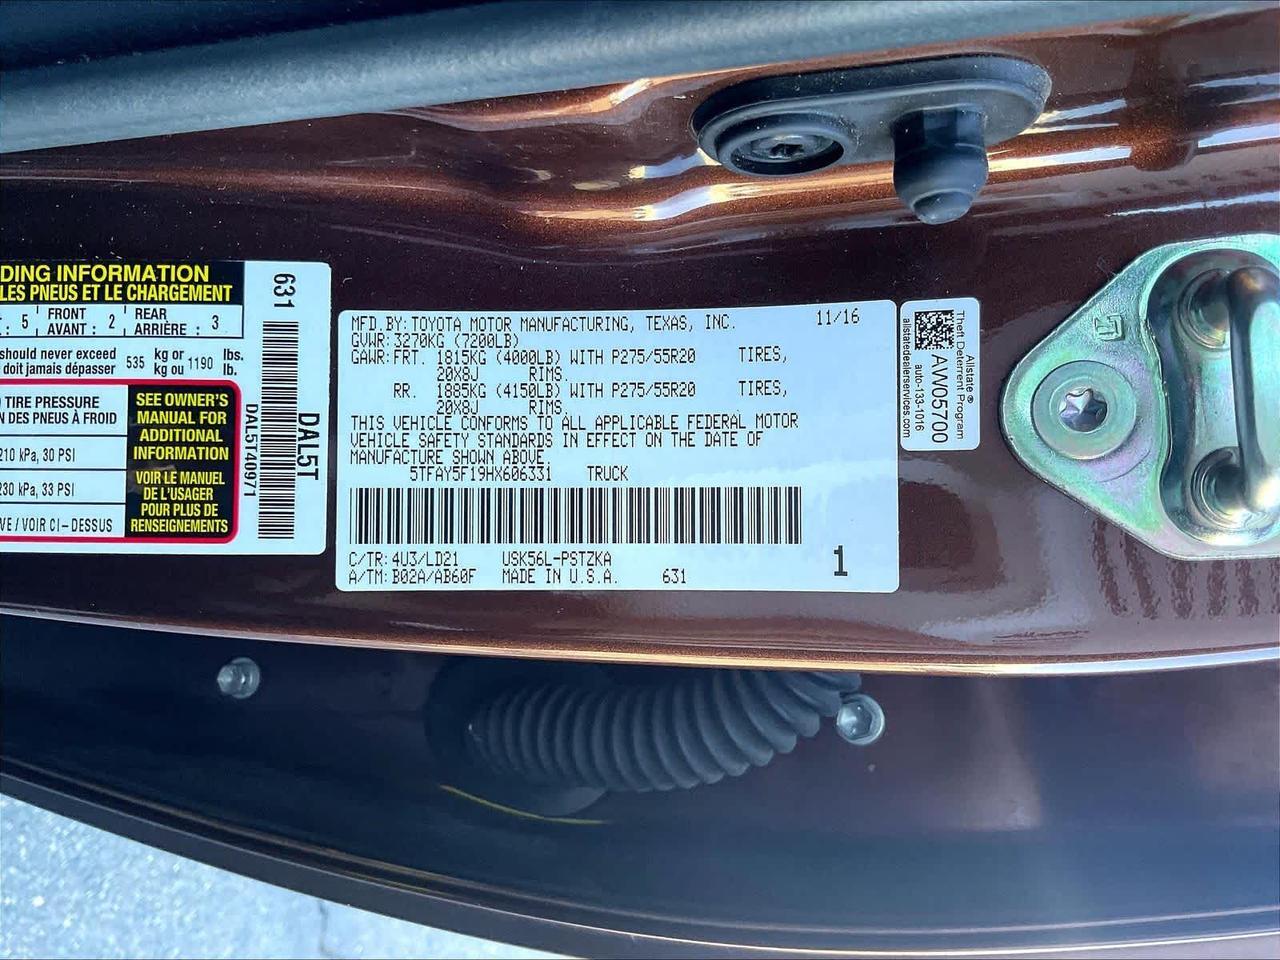 DING INFORMATION
LES PNEUS ET LE CHARGEMENT
: 5 FRONT AVANT : 2 REAR ARRIÈRE : 3
should never exceed 535 kg or 1190 lbs.
doit jamais dépasser kg ou lb.
TIRE PRESSURE
N DES PNEUS À FROID
210 kPa, 30 PSI
230 kPa, 33 PSI
VE / VOIR CI-DESSUS
SEE OWNER'S
MANUAL FOR
ADDITIONAL
INFORMATION
VOIR LE MANUEL
DE L'USAGER
POUR PLUS DE
RENSEIGNEMENTS
631
DAL5T
DAL5T40971
MFD.BY:TOYOTA MOTOR MANUFACTURING, TEXAS, INC. 11/16
GVWR:3270KG (7200LB)
GAWR:FRT. 1815KG (4000LB) WITH P275/55R20 TIRES,
20X8J RIMS.
RR. 1885KG (4150LB) WITH P275/55R20 TIRES,
20X8J RIMS.
THIS VEHICLE CONFORMS TO ALL APPLICABLE FEDERAL MOTOR
VEHICLE SAFETY STANDARDS IN EFFECT ON THE DATE OF
MANUFACTURE SHOWN ABOVE.
5TFAY5F19HX606331 TRUCK
C/TR:4U3/LD21 USK56L-PSTZKA
A/TM:B02A/AB60F MADE IN U.S.A. 631
1
Allstate®
Theft Deterrent Program
AW05700
auto-133-1016
allstatedealerservices.com